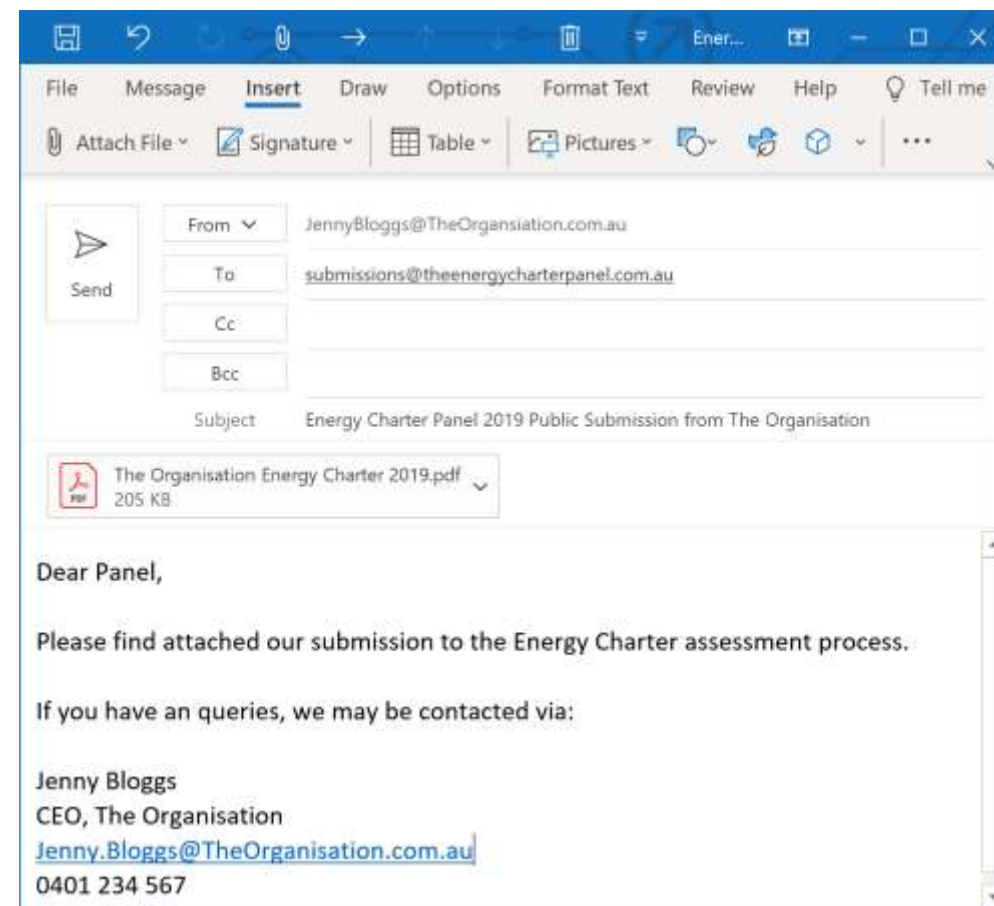 Ener...
File Message Insert Draw Options Format Text Review Help Tell me
Attach File Signature Table Pictures ...
From JennyBloggs@TheOrgansiation.com.au
Send
To submissions@theenergycharterpanel.com.au
Cc
Bcc
Subject Energy Charter Panel 2019 Public Submission from The Organisation
PDF
The Organisation Energy Charter 2019.pdf
205 KB
Dear Panel,
Please find attached our submission to the Energy Charter assessment process.
If you have an queries, we may be contacted via:
Jenny Bloggs
CEO, The Organisation
Jenny.Bloggs@TheOrganisation.com.au
0401 234 567